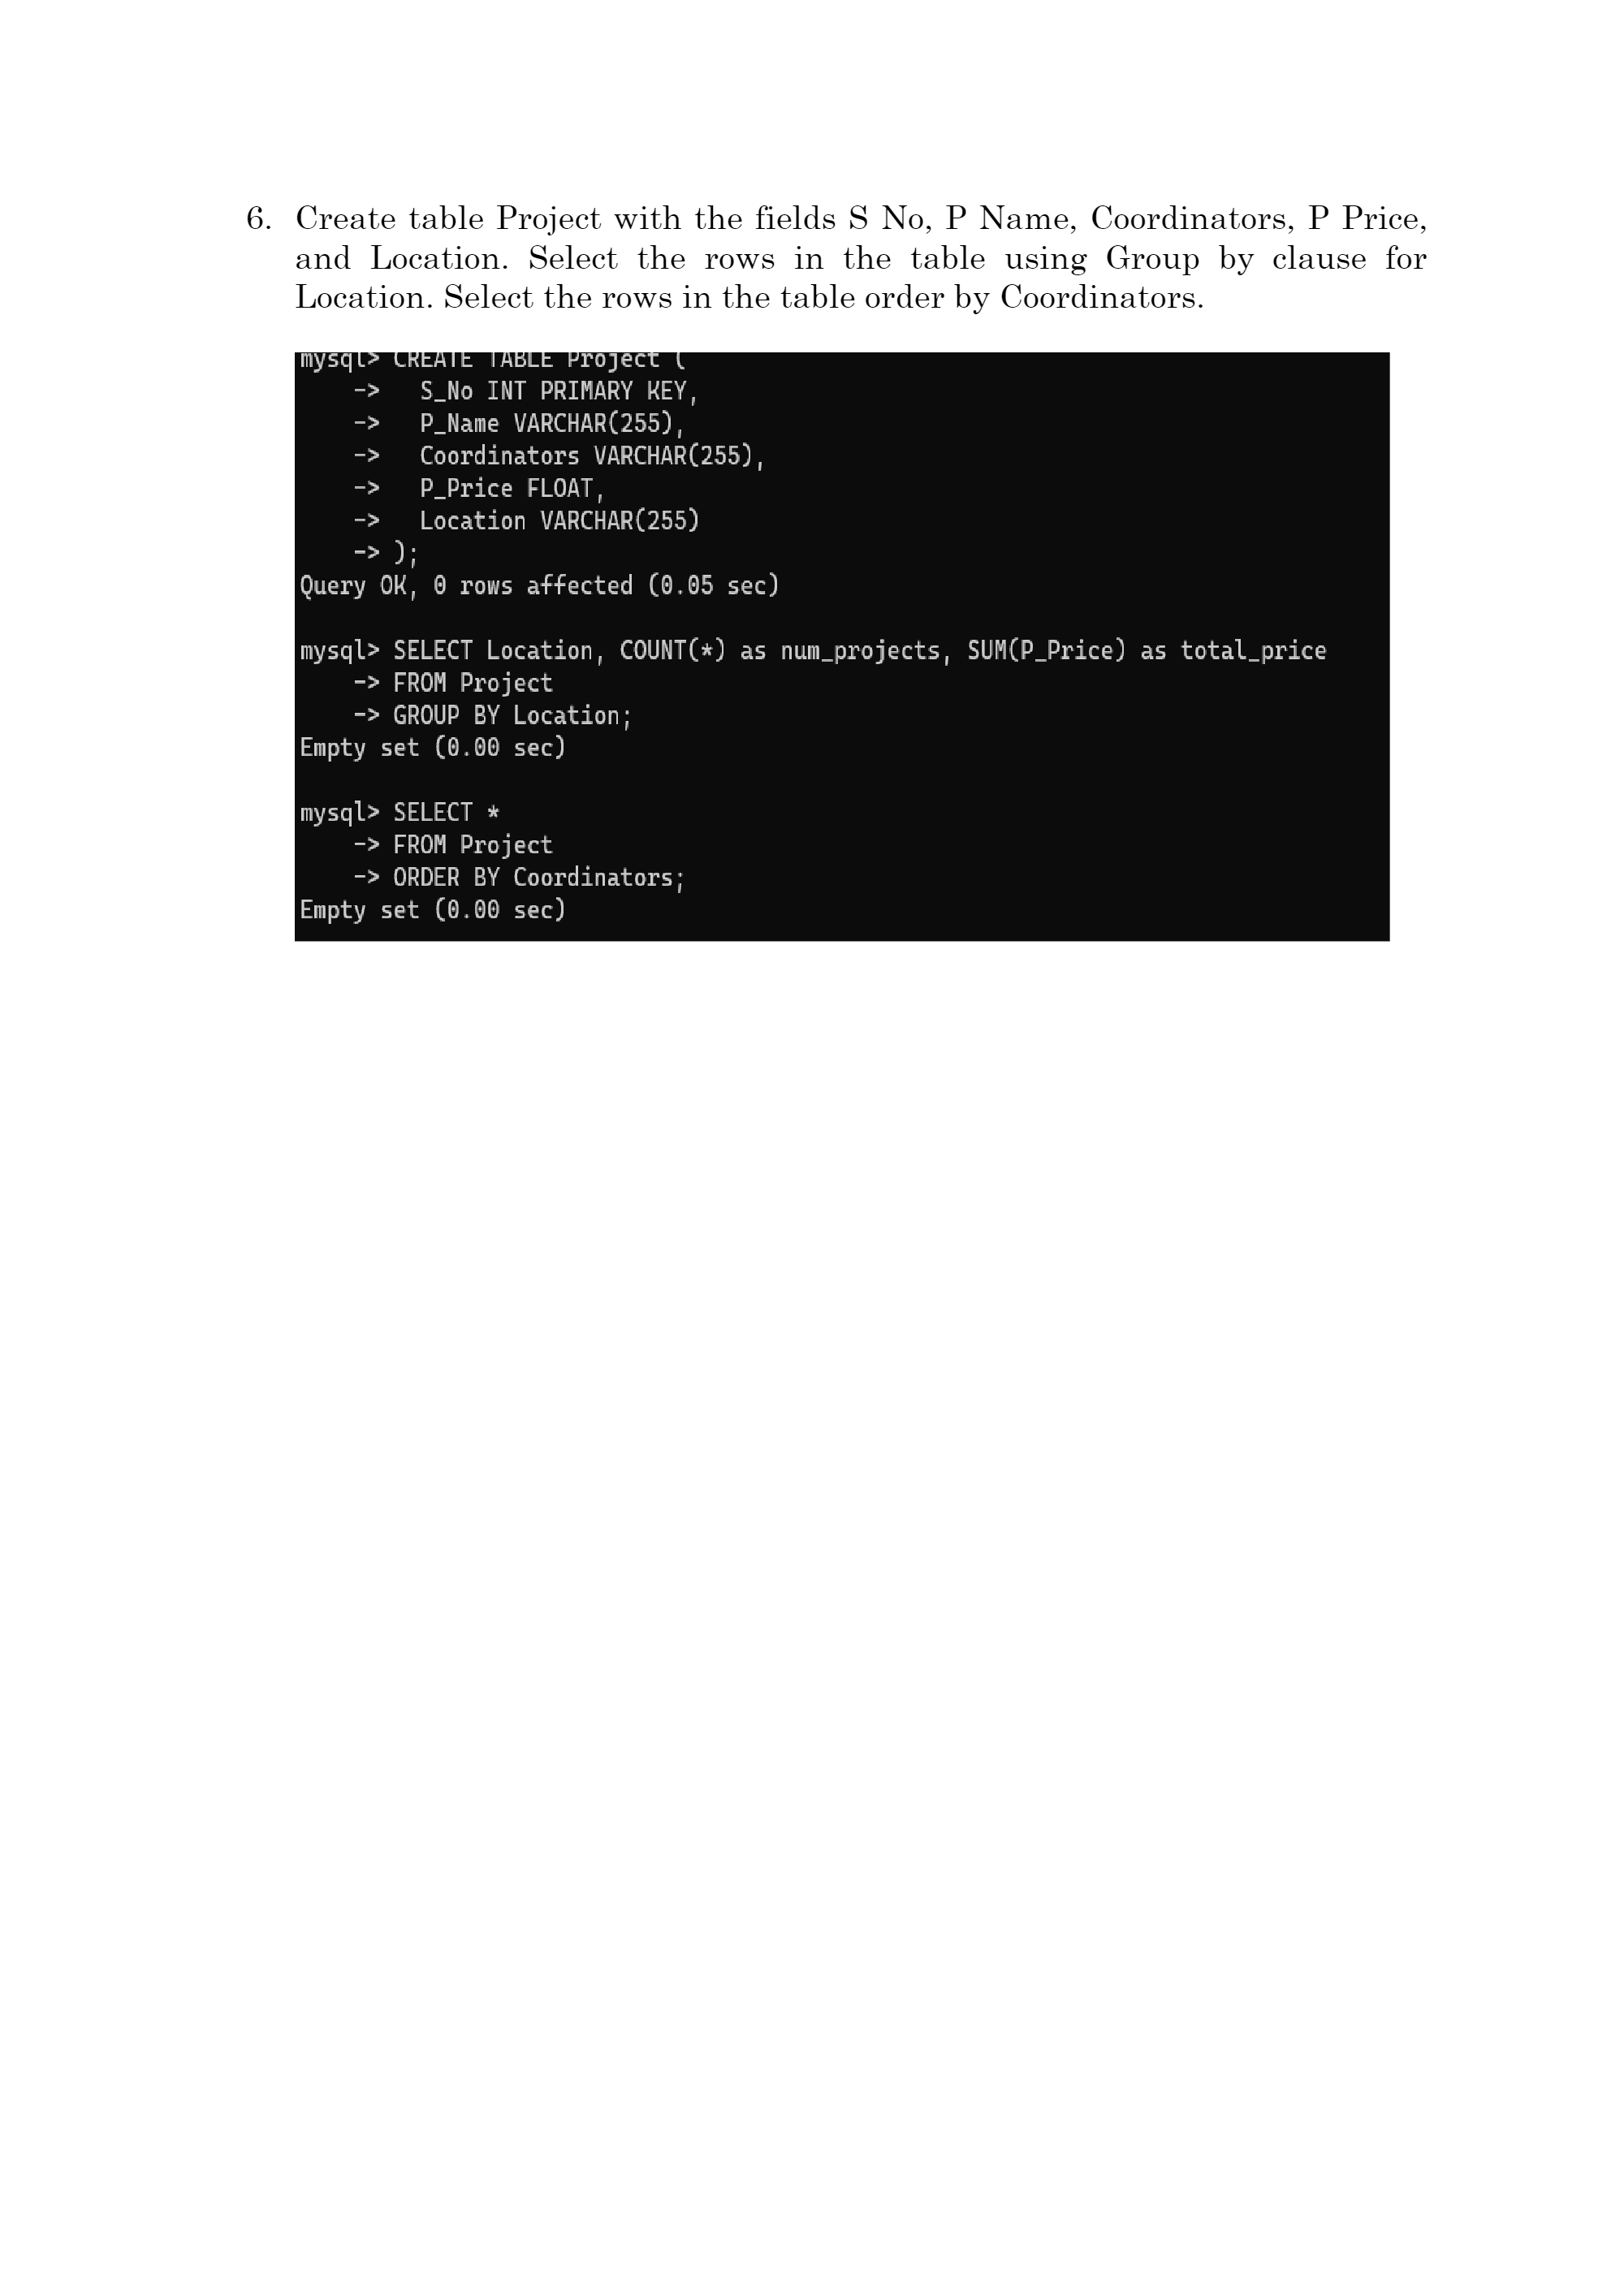 6. Create table Project with the fields S No, P Name, Coordinators, P Price,
and Location. Select the rows in the table using Group by clause for
Location. Select the rows in the table order by Coordinators.
mysql> CREATE TABLE Project (
    ->   S_No INT PRIMARY KEY,
    ->   P_Name VARCHAR(255),
    ->   Coordinators VARCHAR(255),
    ->   P_Price FLOAT,
    ->   Location VARCHAR(255)
    -> );
Query OK, 0 rows affected (0.05 sec)
mysql> SELECT Location, COUNT(*) as num_projects, SUM(P_Price) as total_price
    -> FROM Project
    -> GROUP BY Location;
Empty set (0.00 sec)
mysql> SELECT *
    -> FROM Project
    -> ORDER BY Coordinators;
Empty set (0.00 sec)